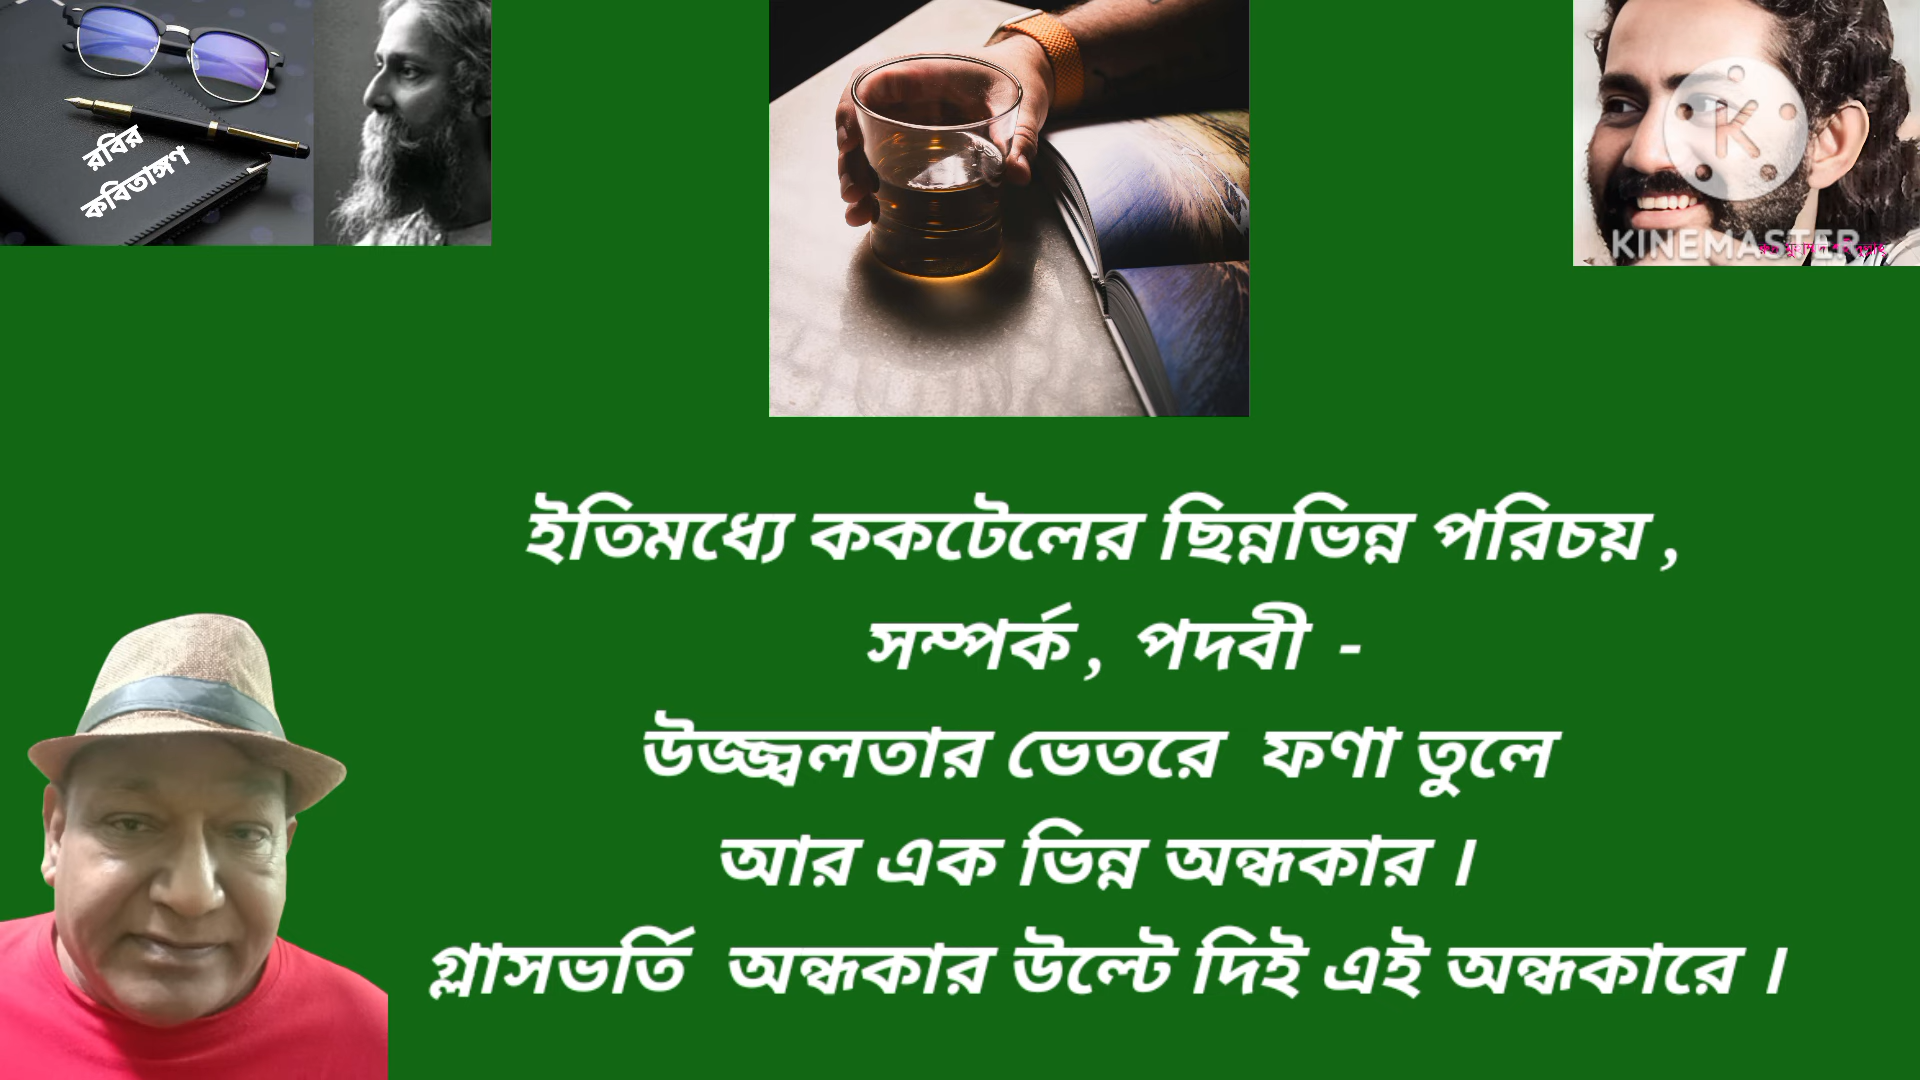 রবির
কবিতাঙ্গণ
KINEMASTER
ইতিমধ্যে ককটেলের ছিন্নভিন্ন পরিচয় ,
সম্পর্ক , পদবী -
উজ্জ্বলতার ভেতরে ফণা তুলে
আর এক ভিন্ন অন্ধকার ।
গ্লাসভর্তি অন্ধকার উল্টে দিই এই অন্ধকারে ।